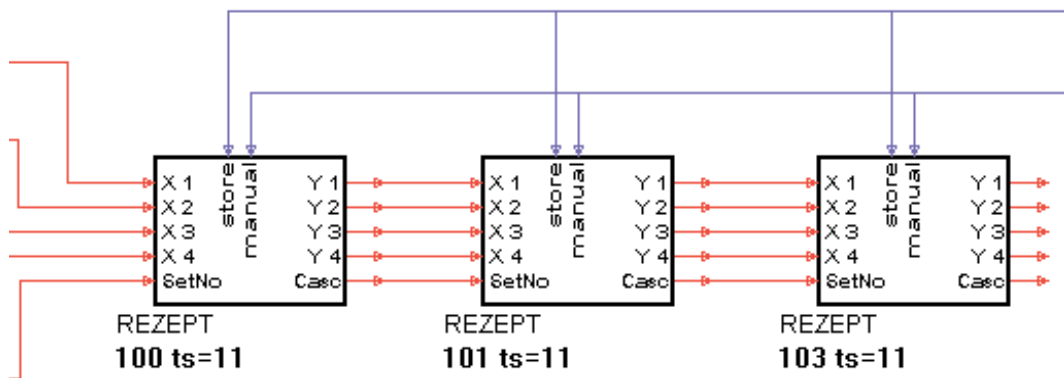 store manual
X 1 Y 1
X 2 Y 2
X 3 Y 3
X 4 Y 4
SetNo Casc
REZEPT
100 ts=11
store manual
X 1 Y 1
X 2 Y 2
X 3 Y 3
X 4 Y 4
SetNo Casc
REZEPT
101 ts=11
store manual
X 1 Y 1
X 2 Y 2
X 3 Y 3
X 4 Y 4
SetNo Casc
REZEPT
103 ts=11